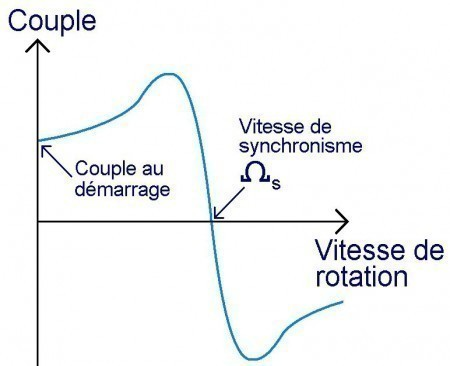 Couple
Vitesse de
synchronisme
Ωs
Couple au
démarrage
Vitesse de
rotation